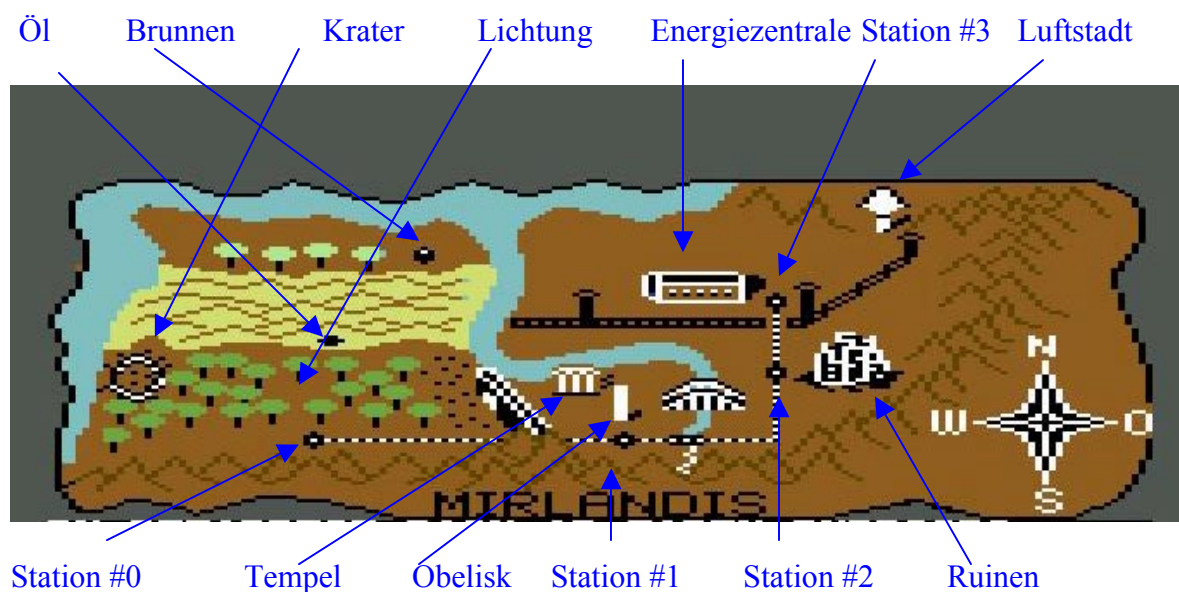 Öl Brunnen Krater Lichtung Energiezentrale Station #3 Luftstadt
N
W O
S
MIRLANDIS
Station #0 Tempel Obelisk Station #1 Station #2 Ruinen